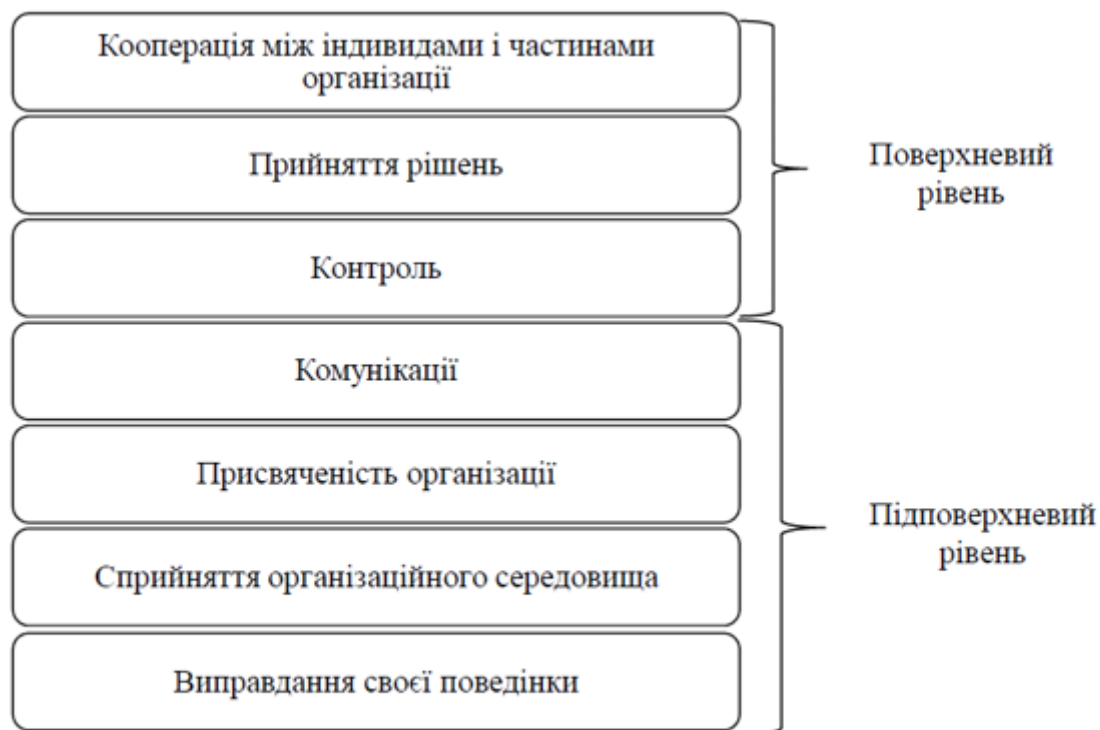 Кооперація між індивидами і частинами
організації
Прийняття рішень
Контроль
Поверхневий
рівень
Комунікації
Присвяченість організації
Сприйняття організаційного середовища
Виправдання своєї поведінки
Підповерхневий
рівень